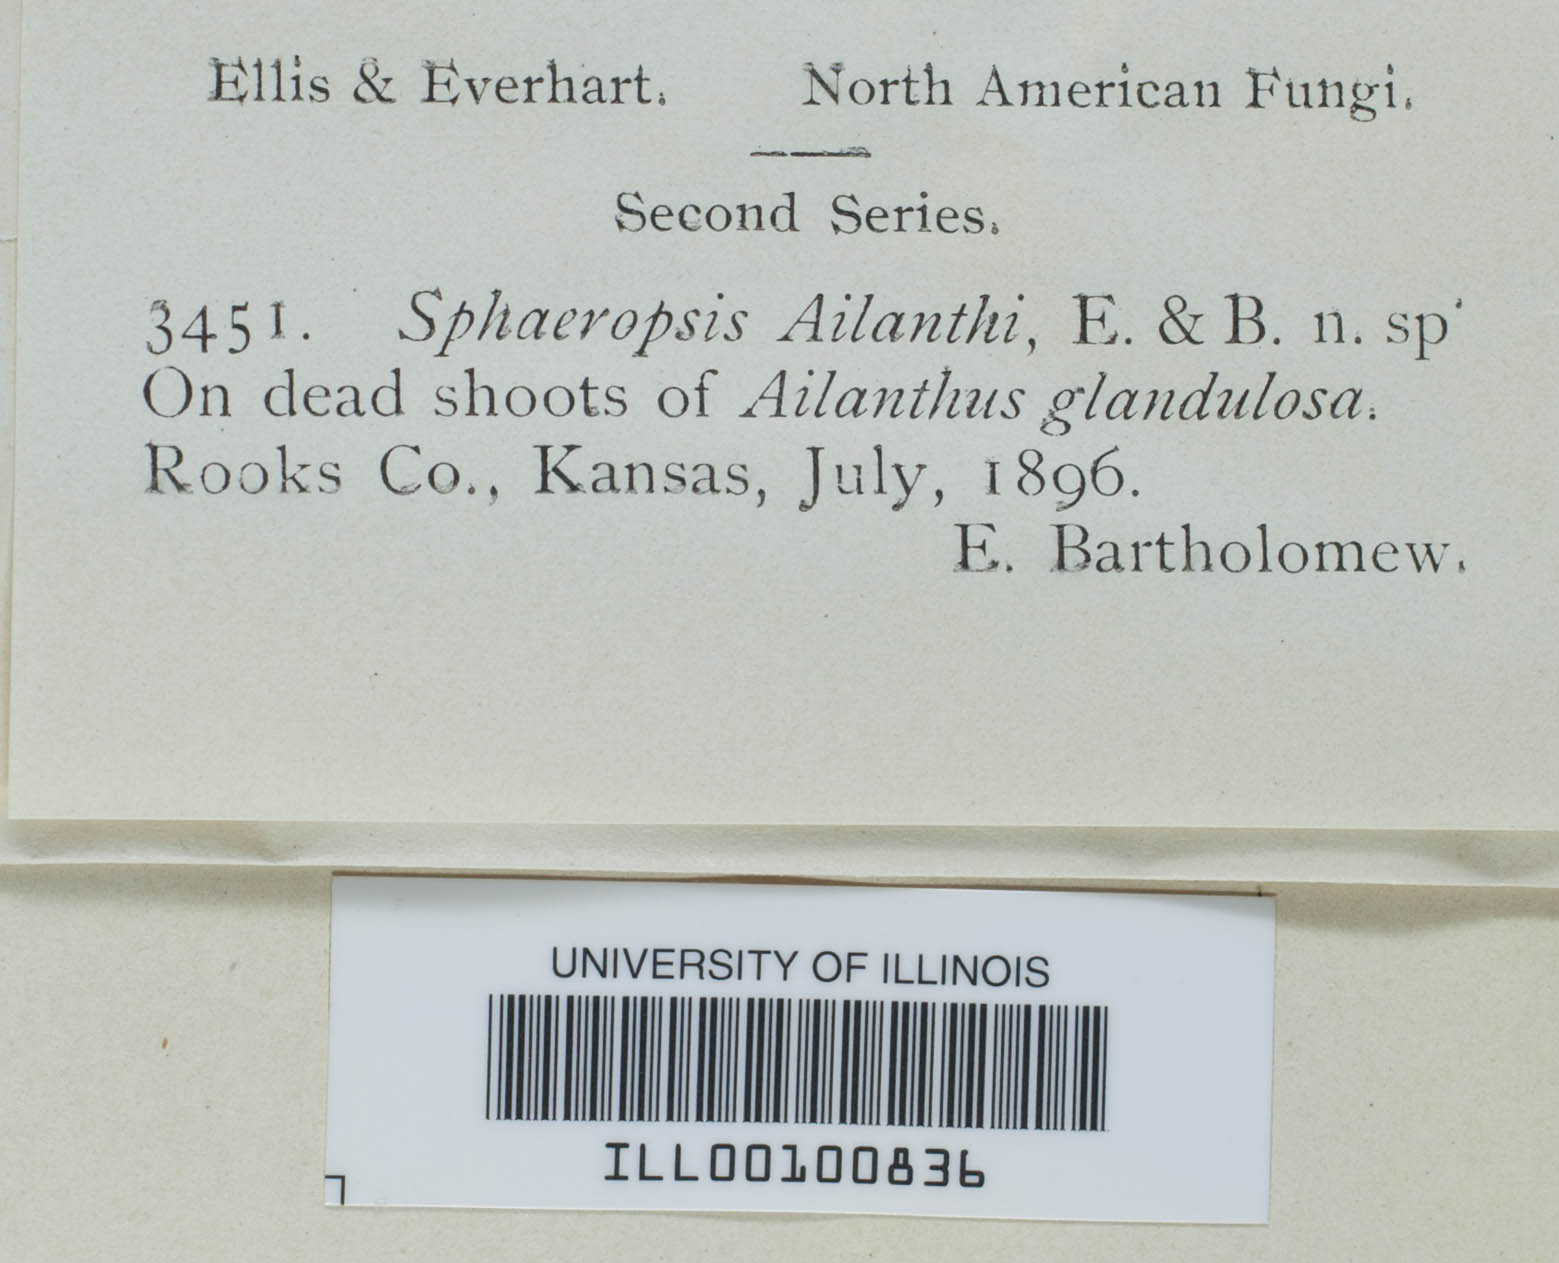 Ellis & Everhart. North American Fungi.
Second Series.
3451. Sphaeropsis Ailanthi, E. & B. n. sp.
On dead shoots of Ailanthus glandulosa.
Rooks Co., Kansas, July, 1896.
E. Bartholomew.
UNIVERSITY OF ILLINOIS
ILL00100836